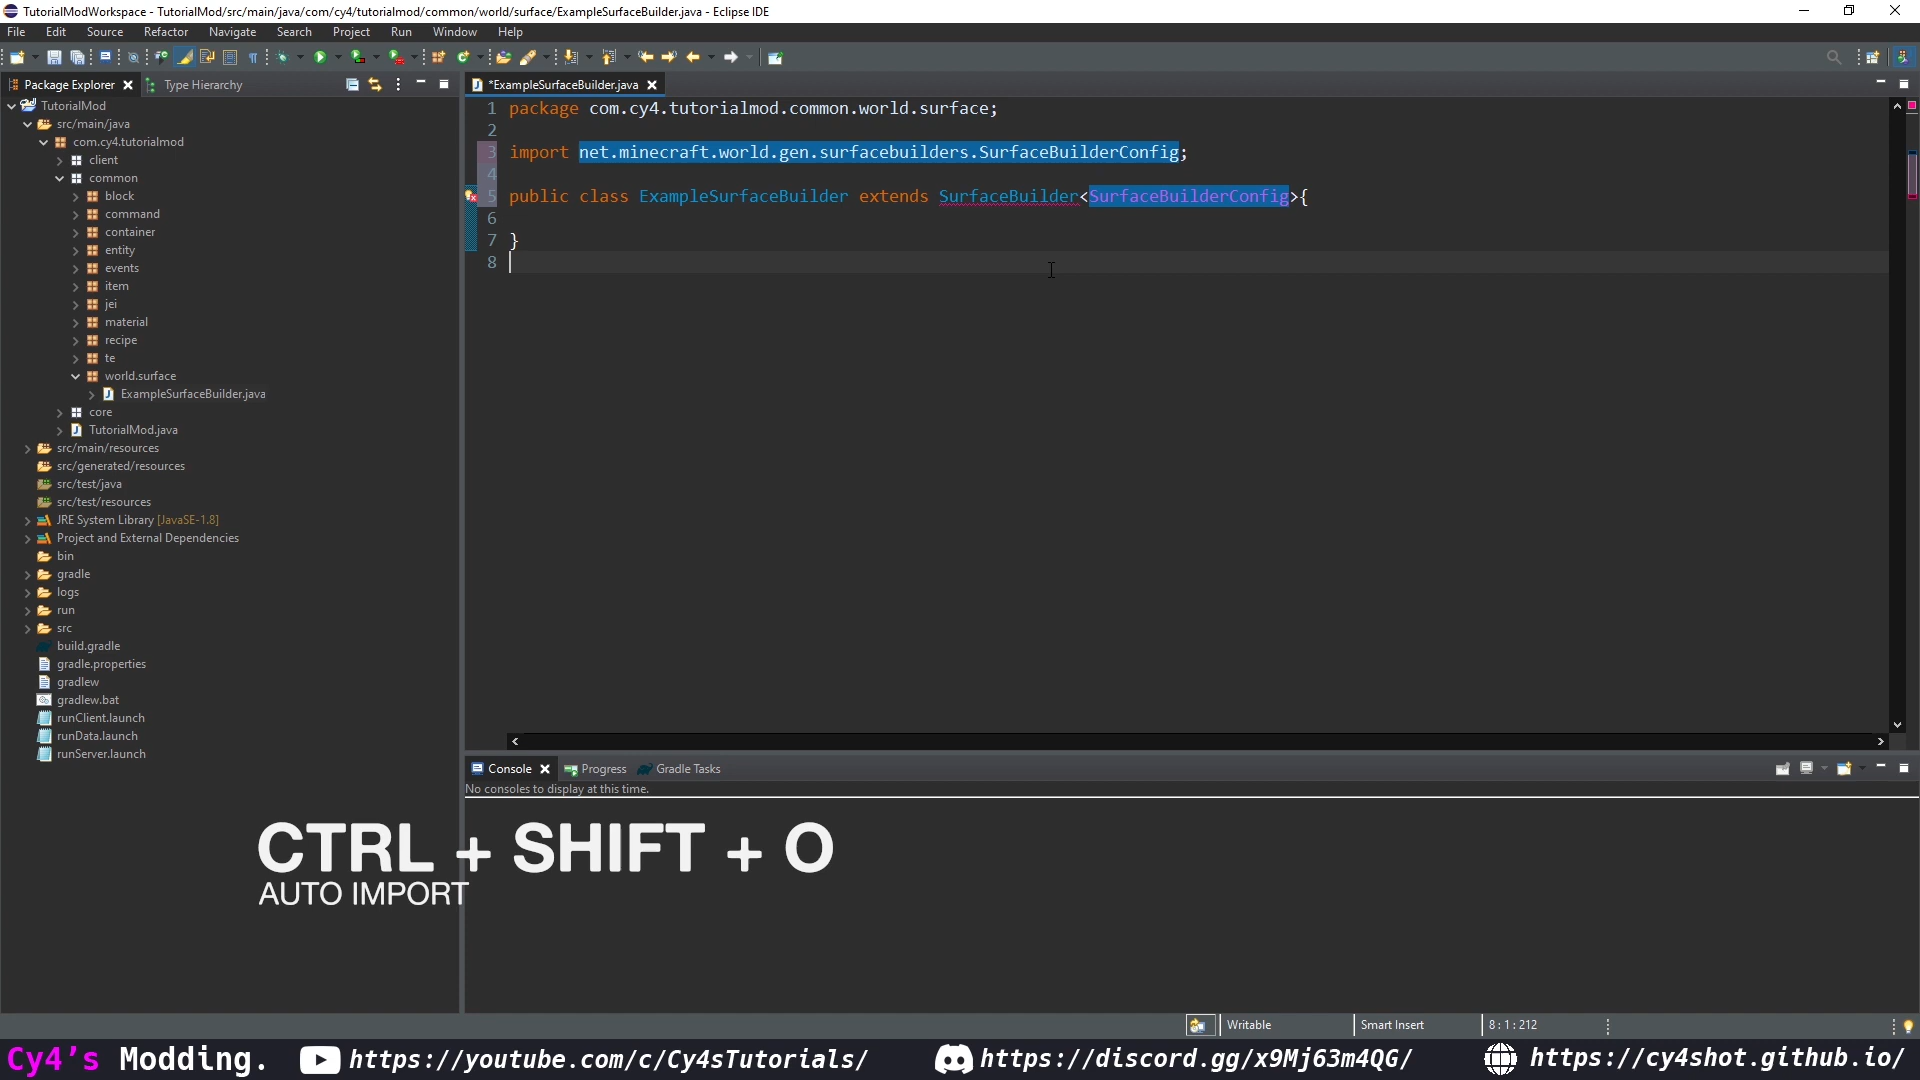 TutorialModWorkspace - TutorialMod/src/main/java/com/cy4/tutorialmod/common/world/surface/ExampleSurfaceBuilder.java - Eclipse IDE
File Edit Source Refactor Navigate Search Project Run Window Help
Package Explorer Type Hierarchy
TutorialMod
src/main/java
com.cy4.tutorialmod
client
common
block
command
container
entity
events
item
jei
material
recipe
te
world.surface
ExampleSurfaceBuilder.java
core
TutorialMod.java
src/main/resources
src/generated/resources
src/test/java
src/test/resources
JRE System Library [JavaSE-1.8]
Project and External Dependencies
bin
gradle
logs
run
src
build.gradle
gradle.properties
gradlew
gradlew.bat
runClient.launch
runData.launch
runServer.launch
*ExampleSurfaceBuilder.java
1 package com.cy4.tutorialmod.common.world.surface;
2
3 import net.minecraft.world.gen.surfacebuilders.SurfaceBuilderConfig;
4
5 public class ExampleSurfaceBuilder extends SurfaceBuilder<SurfaceBuilderConfig>{
6
7 }
8
Console Progress Gradle Tasks
No consoles to display at this time.
CTRL + SHIFT + O
AUTO IMPORT
Writable Smart Insert 8 : 1 : 212
Cy4's Modding. https://youtube.com/c/Cy4sTutorials/ https://discord.gg/x9Mj63m4QG/ https://cy4shot.github.io/